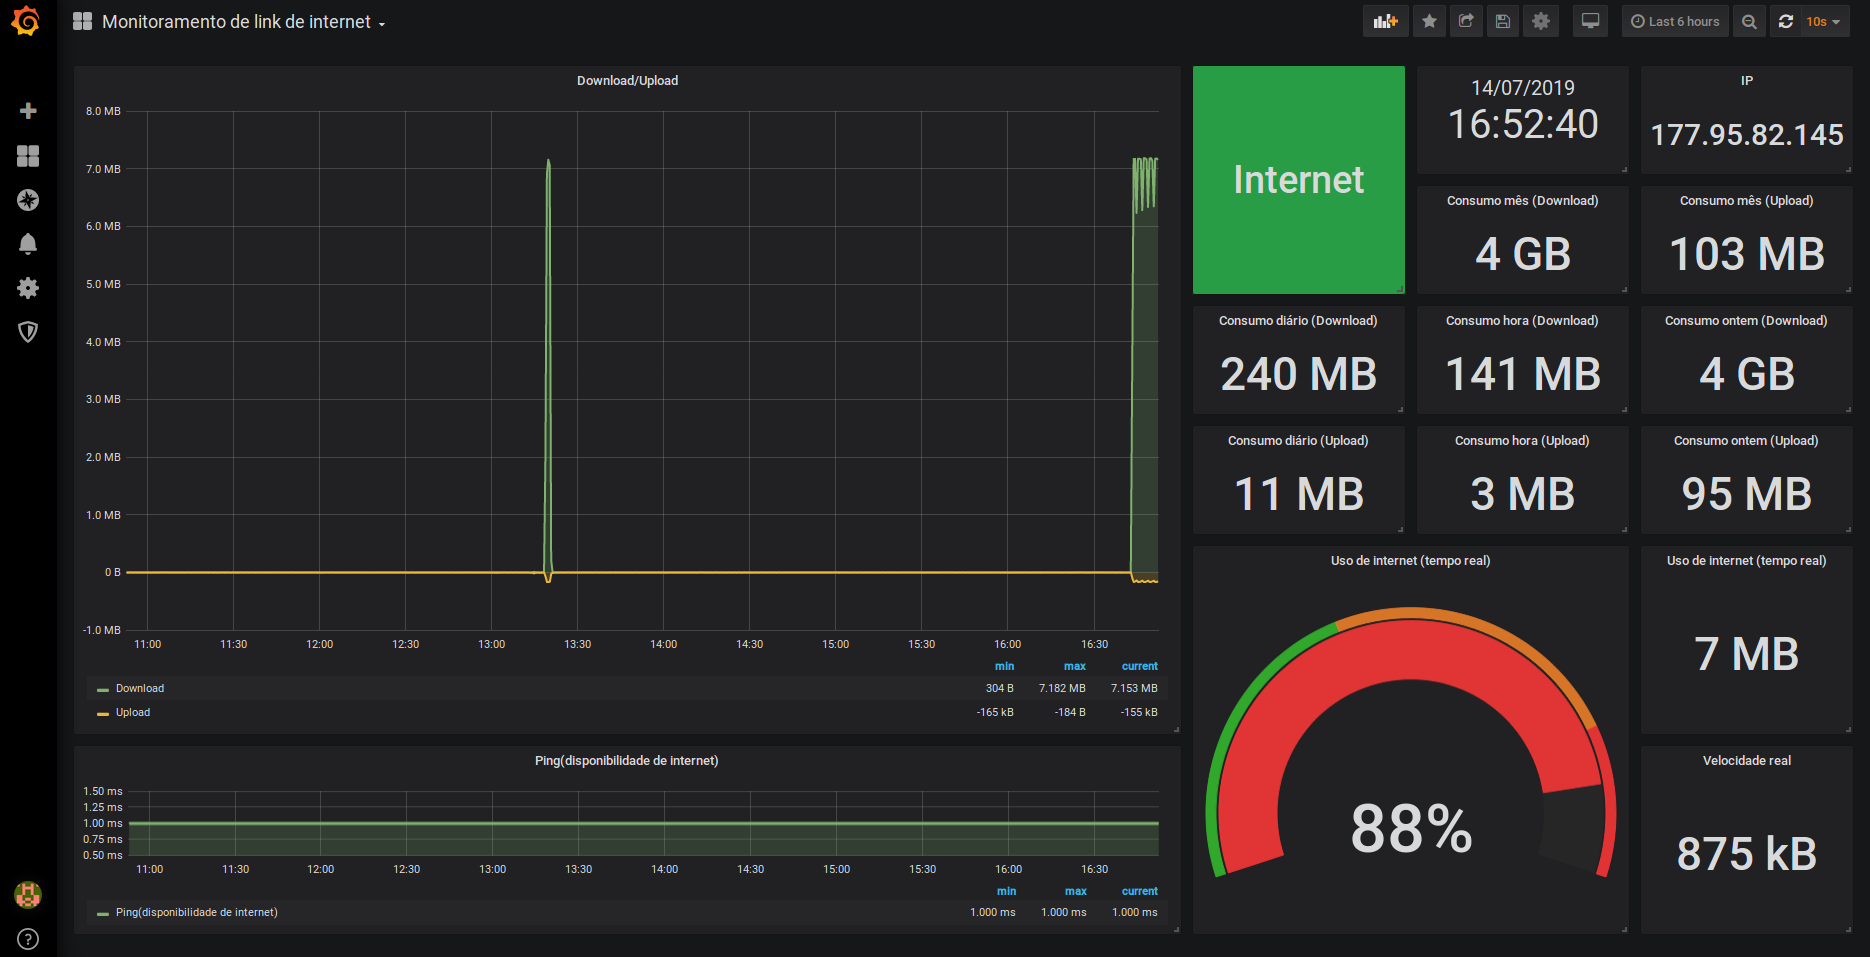 Monitoramento de link de internet
Last 6 hours
10s
Download/Upload
8.0 MB
7.0 MB
6.0 MB
5.0 MB
4.0 MB
3.0 MB
2.0 MB
1.0 MB
0 B
-1.0 MB
11:00 11:30 12:00 12:30 13:00 13:30 14:00 14:30 15:00 15:30 16:00 16:30
min max current
Download 304 B 7.182 MB 7.153 MB
Upload -165 kB -184 B -155 kB
Ping(disponibilidade de internet)
1.50 ms
1.25 ms
1.00 ms
0.75 ms
0.50 ms
11:00 11:30 12:00 12:30 13:00 13:30 14:00 14:30 15:00 15:30 16:00 16:30
min max current
Ping(disponibilidade de internet) 1.000 ms 1.000 ms 1.000 ms
Internet
14/07/2019
16:52:40
IP
177.95.82.145
Consumo mês (Download)
4 GB
Consumo mês (Upload)
103 MB
Consumo diário (Download)
240 MB
Consumo hora (Download)
141 MB
Consumo ontem (Download)
4 GB
Consumo diário (Upload)
11 MB
Consumo hora (Upload)
3 MB
Consumo ontem (Upload)
95 MB
Uso de internet (tempo real)
88%
Uso de internet (tempo real)
7 MB
Velocidade real
875 kB